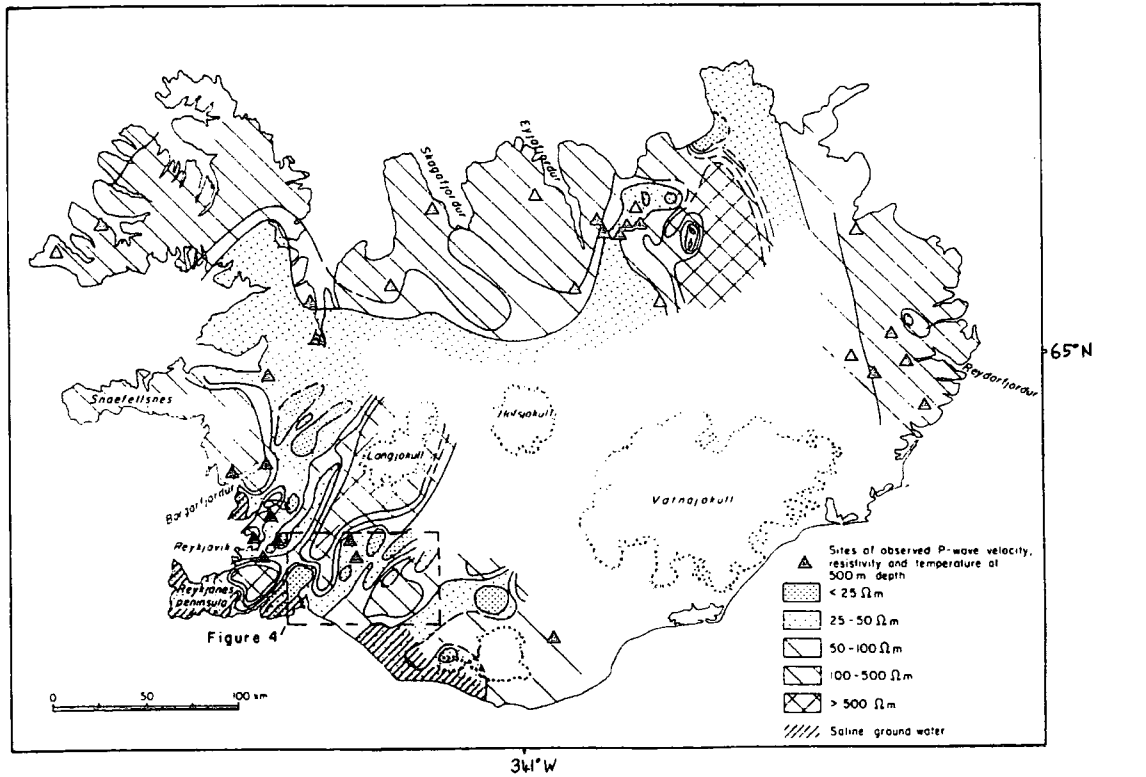 Skagafjordur
Eyjafjordur
65°N
Reydarfjordur
Snaefellsnes
Langjokull
Vatnajokull
Borgarfjordur
Reykjavik
Reykjanes
peninsula
Figure 4
Sites of observed P-wave velocity,
resistivity and temperature at
500 m depth
< 25 Ωm
25-50 Ωm
50-100 Ωm
100-500 Ωm
> 500 Ωm
Saline ground water
0 50 100 km
341°W